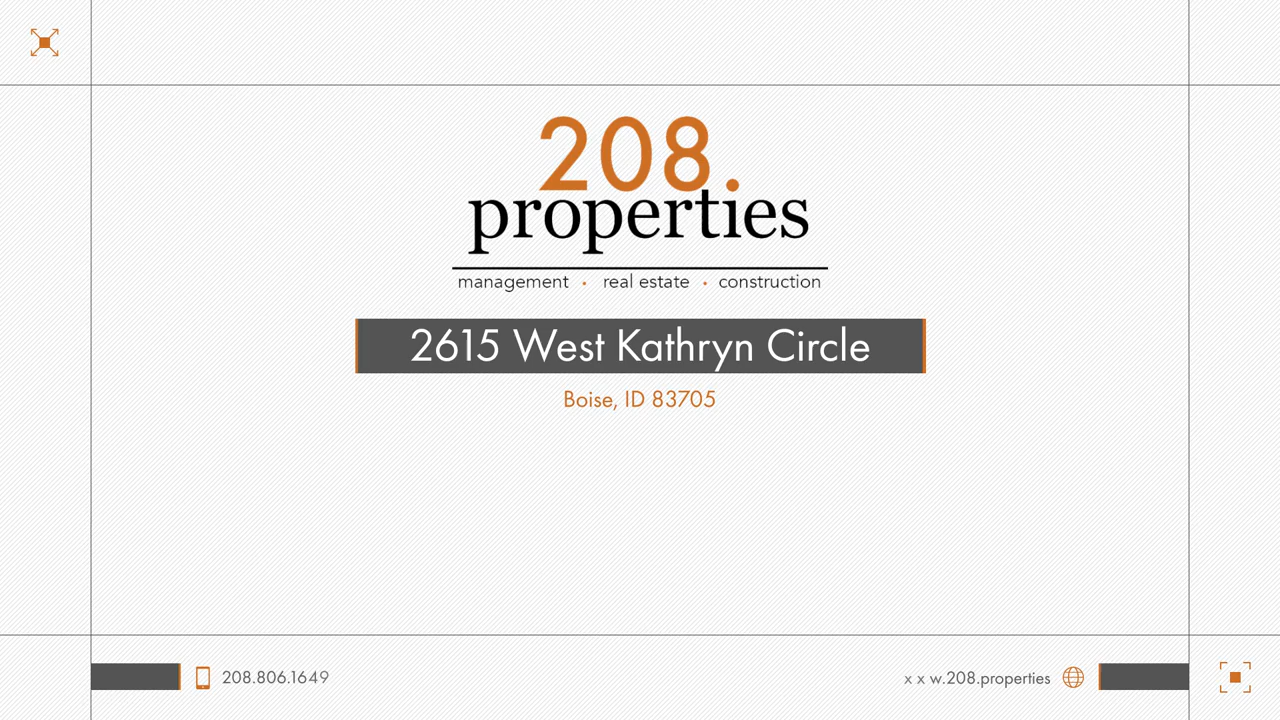 208.
properties
management • real estate • construction
2615 West Kathryn Circle
Boise, ID 83705
208.806.1649
x x w.208.properties